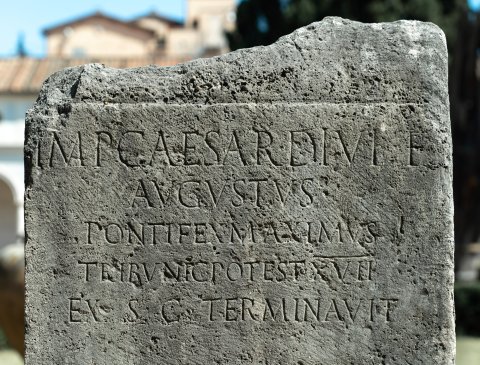 IMP CAESAR DIVI F
AVGVSTVS
PONTIFEX MAXIMVS
TRIBVNIC POTEST XVII
EX S C TERMINAVIT